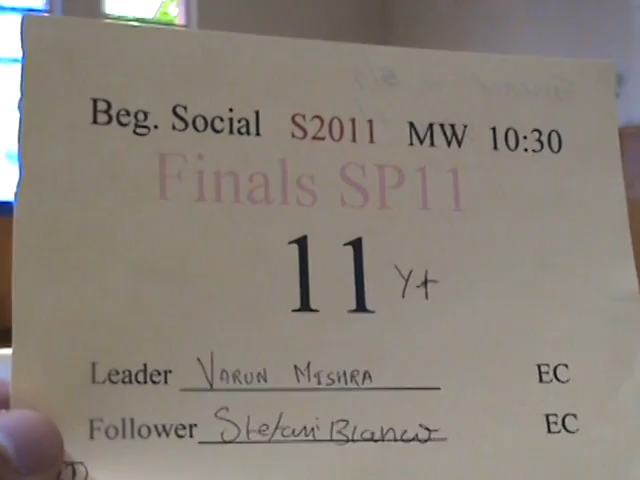 Beg. Social S2011 MW 10:30
Finals SP11
11 Y+
Leader VARUN MISHRA EC
Follower Stefani Blanco EC